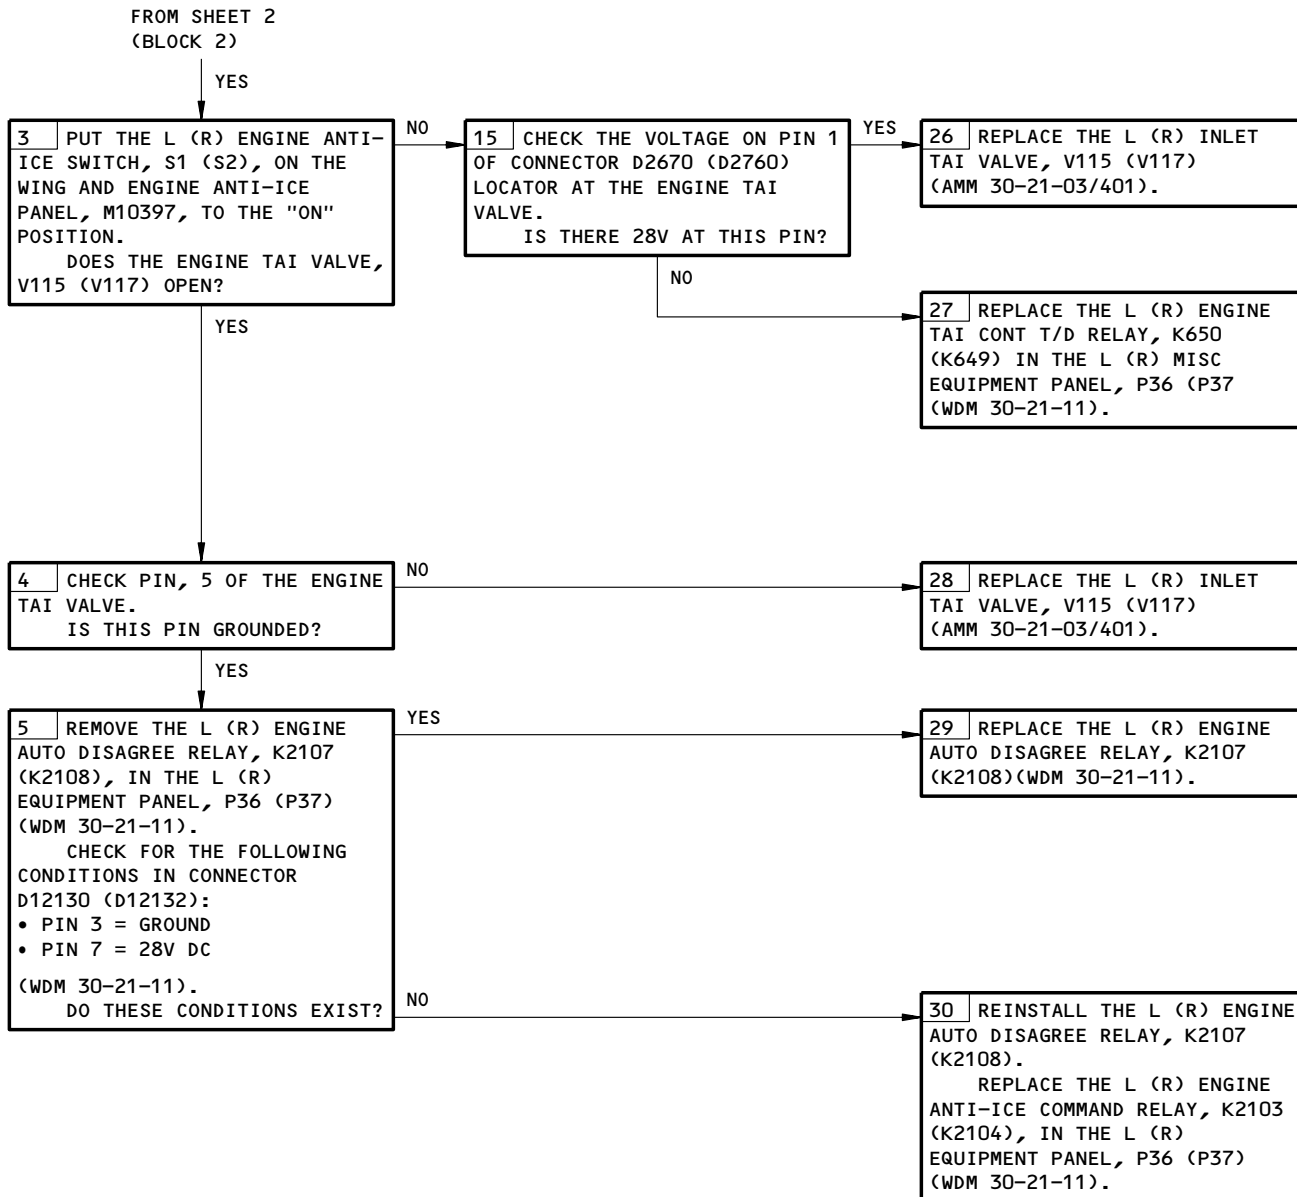 FROM SHEET 2
(BLOCK 2)
YES
3 PUT THE L (R) ENGINE ANTI-
ICE SWITCH, S1 (S2), ON THE
WING AND ENGINE ANTI-ICE
PANEL, M10397, TO THE "ON"
POSITION.
DOES THE ENGINE TAI VALVE,
V115 (V117) OPEN?
NO
15 CHECK THE VOLTAGE ON PIN 1
OF CONNECTOR D2670 (D2760)
LOCATOR AT THE ENGINE TAI
VALVE.
IS THERE 28V AT THIS PIN?
YES
26 REPLACE THE L (R) INLET
TAI VALVE, V115 (V117)
(AMM 30-21-03/401).
NO
27 REPLACE THE L (R) ENGINE
TAI CONT T/D RELAY, K650
(K649) IN THE L (R) MISC
EQUIPMENT PANEL, P36 (P37
(WDM 30-21-11).
YES
4 CHECK PIN, 5 OF THE ENGINE
TAI VALVE.
IS THIS PIN GROUNDED?
NO
28 REPLACE THE L (R) INLET
TAI VALVE, V115 (V117)
(AMM 30-21-03/401).
YES
5 REMOVE THE L (R) ENGINE
AUTO DISAGREE RELAY, K2107
(K2108), IN THE L (R)
EQUIPMENT PANEL, P36 (P37)
(WDM 30-21-11).
CHECK FOR THE FOLLOWING
CONDITIONS IN CONNECTOR
D12130 (D12132):
• PIN 3 = GROUND
• PIN 7 = 28V DC
(WDM 30-21-11).
DO THESE CONDITIONS EXIST?
YES
29 REPLACE THE L (R) ENGINE
AUTO DISAGREE RELAY, K2107
(K2108)(WDM 30-21-11).
NO
30 REINSTALL THE L (R) ENGINE
AUTO DISAGREE RELAY, K2107
(K2108).
REPLACE THE L (R) ENGINE
ANTI-ICE COMMAND RELAY, K2103
(K2104), IN THE L (R)
EQUIPMENT PANEL, P36 (P37)
(WDM 30-21-11).